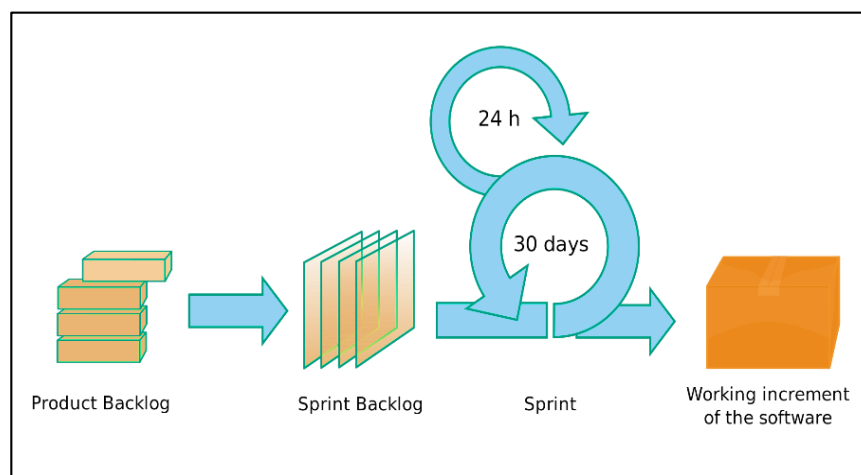 24 h
30 days
Product Backlog
Sprint Backlog
Sprint
Working increment
of the software